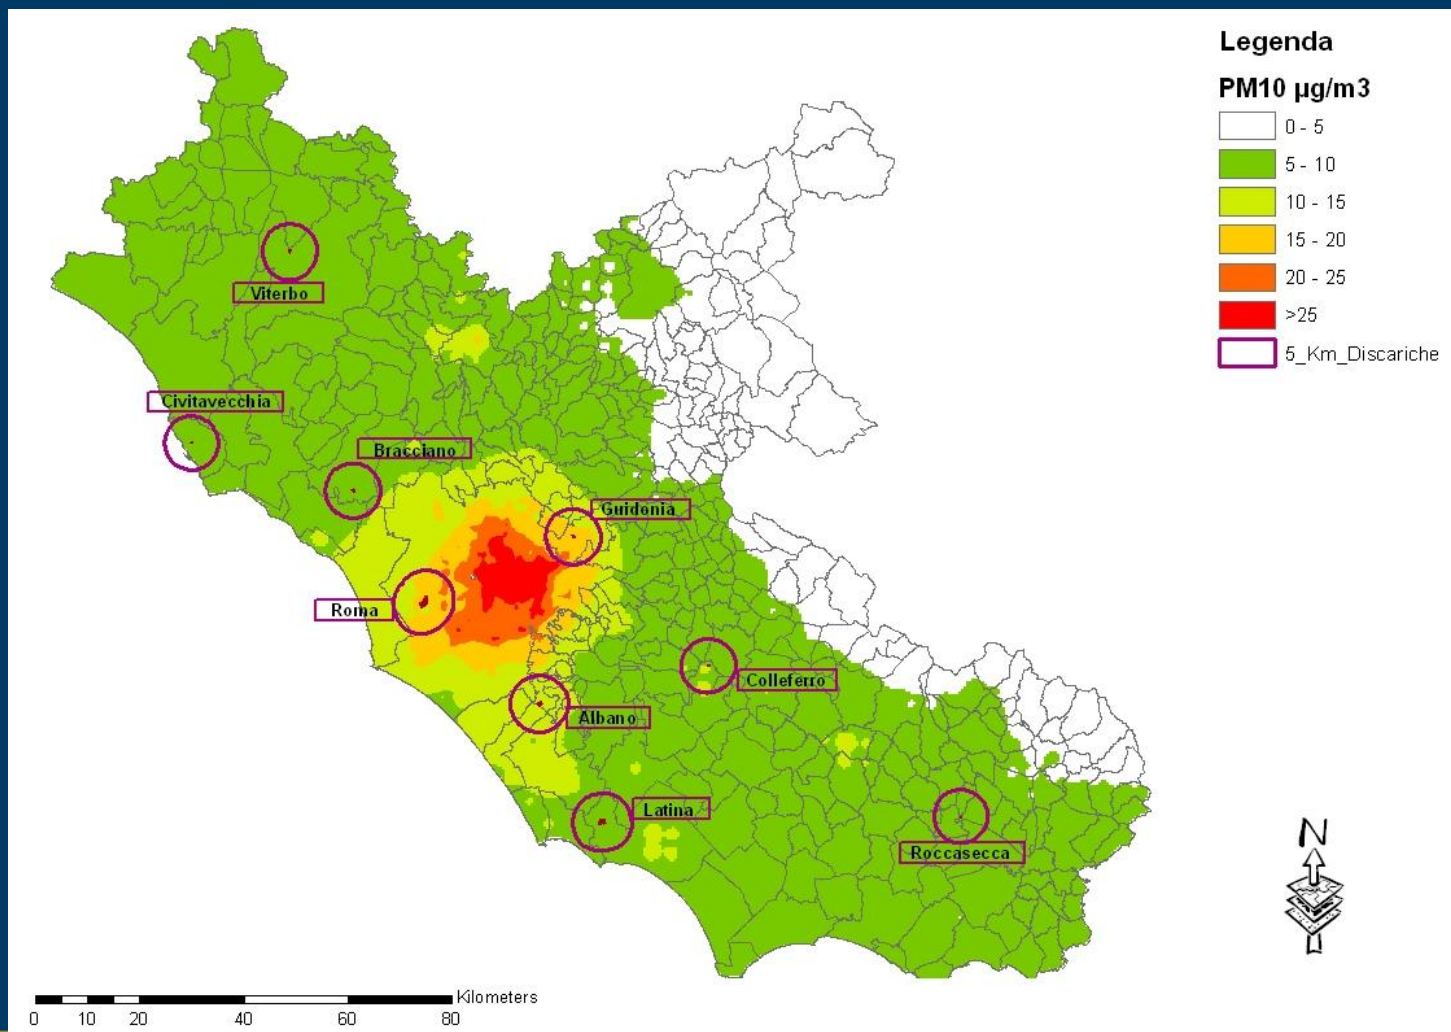 Legenda
PM10 µg/m3
0 - 5
5 - 10
10 - 15
15 - 20
20 - 25
>25
5_Km_Discariche
Viterbo
Civitavecchia
Bracciano
Guidonia
Roma
Colleferro
Albano
Latina
Roccasecca
N
Kilometers
0 10 20 40 60 80